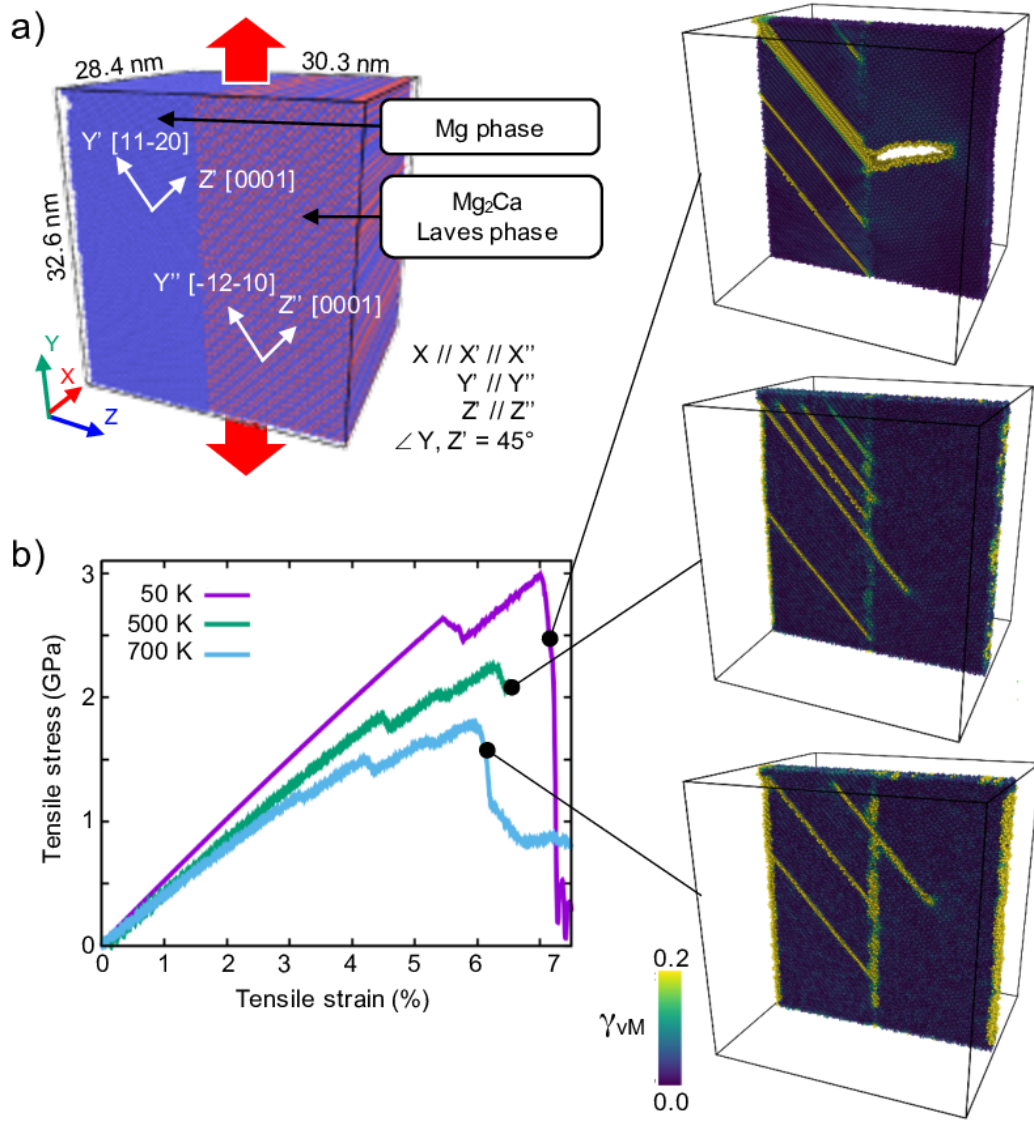 a)
28.4 nm
30.3 nm
32.6 nm
Mg phase
Y' [11-20]
Z' [0001]
Mg₂Ca
Laves phase
Y'' [-12-10]
Z'' [0001]
Y
X
Z
X // X' // X''
Y' // Y''
Z' // Z''
∠ Y, Z' = 45°
b)
50 K
500 K
700 K
3
2
1
0
Tensile stress (GPa)
0 1 2 3 4 5 6 7
Tensile strain (%)
0.2
γvM
0.0